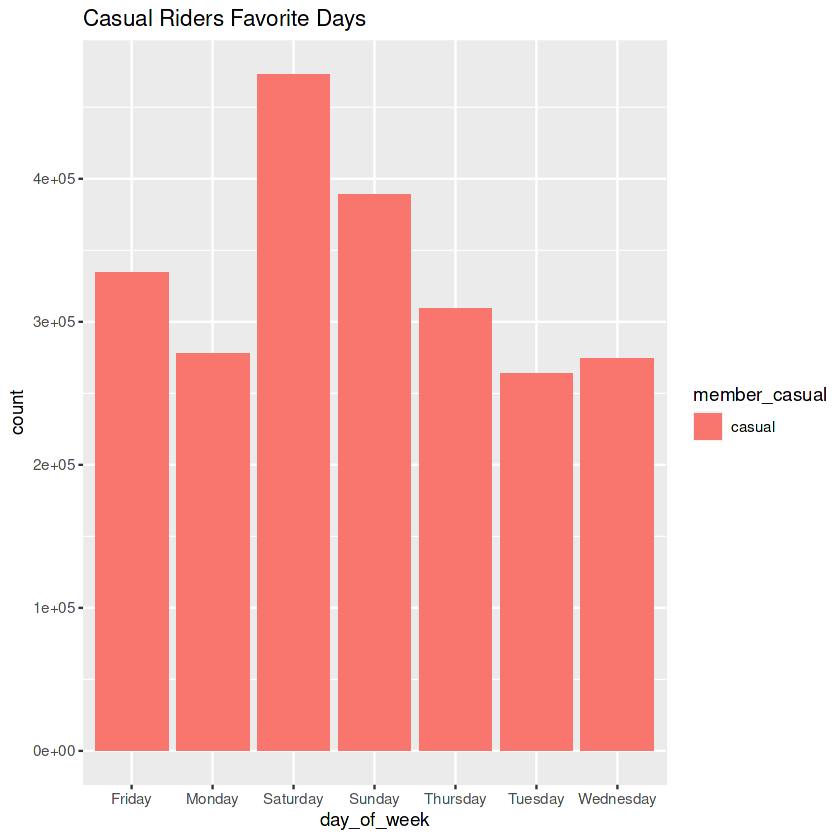 Casual Riders Favorite Days
count
4e+05
3e+05
2e+05
1e+05
0e+00
Friday Monday Saturday Sunday Thursday Tuesday Wednesday
day_of_week
member_casual
casual